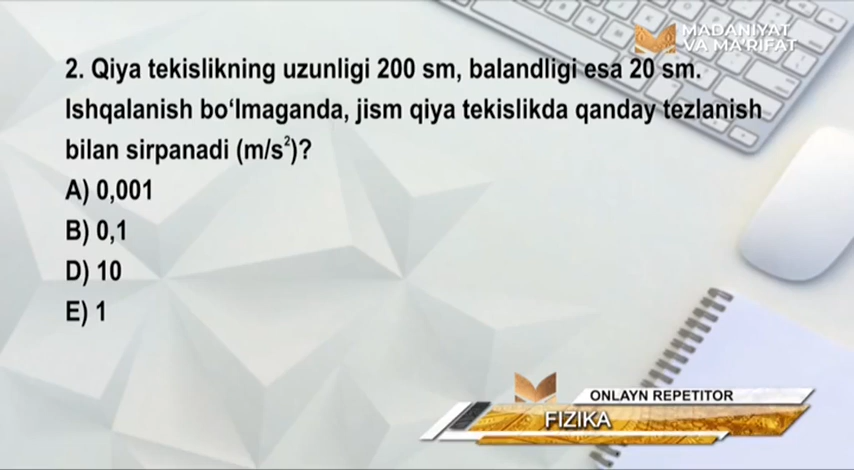 MADANIYAT
VA MA'RIFAT
2. Qiya tekislikning uzunligi 200 sm, balandligi esa 20 sm.
Ishqalanish bo‘lmaganda, jism qiya tekislikda qanday tezlanish
bilan sirpanadi (m/s²)?
A) 0,001
B) 0,1
D) 10
E) 1
ONLAYN REPETITOR
FIZIKA